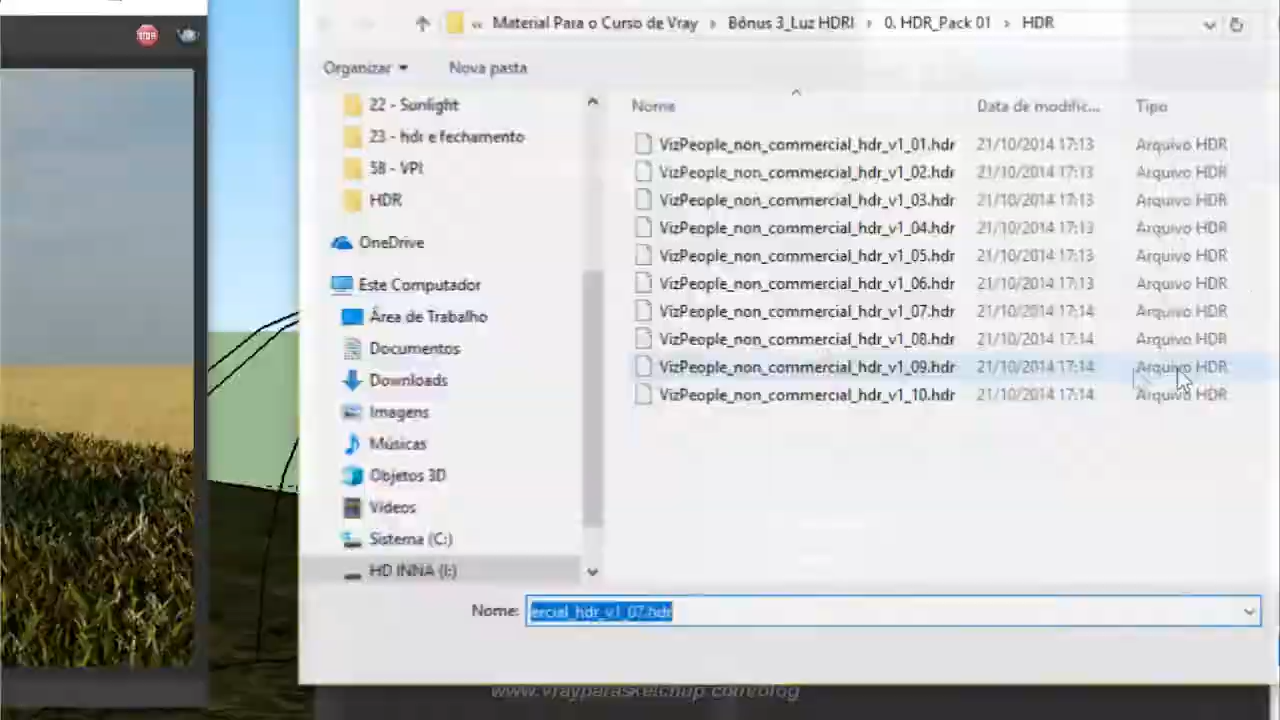 STOP
« Material Para o Curso de Vray › Bônus 3_Luz HDRI › 0. HDR_Pack 01 › HDR
Organizar Nova pasta
22 - Sunlight
23 - hdr e fechamento
58 - VPI
HDR
OneDrive
Este Computador
Área de Trabalho
Documentos
Downloads
Imagens
Músicas
Objetos 3D
Vídeos
Sistema (C:)
HD INNA (I:)
Nome Data de modific... Tipo
VizPeople_non_commercial_hdr_v1_01.hdr 21/10/2014 17:13 Arquivo HDR
VizPeople_non_commercial_hdr_v1_02.hdr 21/10/2014 17:13 Arquivo HDR
VizPeople_non_commercial_hdr_v1_03.hdr 21/10/2014 17:13 Arquivo HDR
VizPeople_non_commercial_hdr_v1_04.hdr 21/10/2014 17:13 Arquivo HDR
VizPeople_non_commercial_hdr_v1_05.hdr 21/10/2014 17:13 Arquivo HDR
VizPeople_non_commercial_hdr_v1_06.hdr 21/10/2014 17:13 Arquivo HDR
VizPeople_non_commercial_hdr_v1_07.hdr 21/10/2014 17:14 Arquivo HDR
VizPeople_non_commercial_hdr_v1_08.hdr 21/10/2014 17:14 Arquivo HDR
VizPeople_non_commercial_hdr_v1_09.hdr 21/10/2014 17:14 Arquivo HDR
VizPeople_non_commercial_hdr_v1_10.hdr 21/10/2014 17:14 Arquivo HDR
Nome: ercial_hdr_v1_07.hdr
www.vrayparasketchup.com/blog